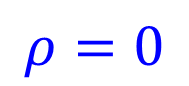 ρ = 0